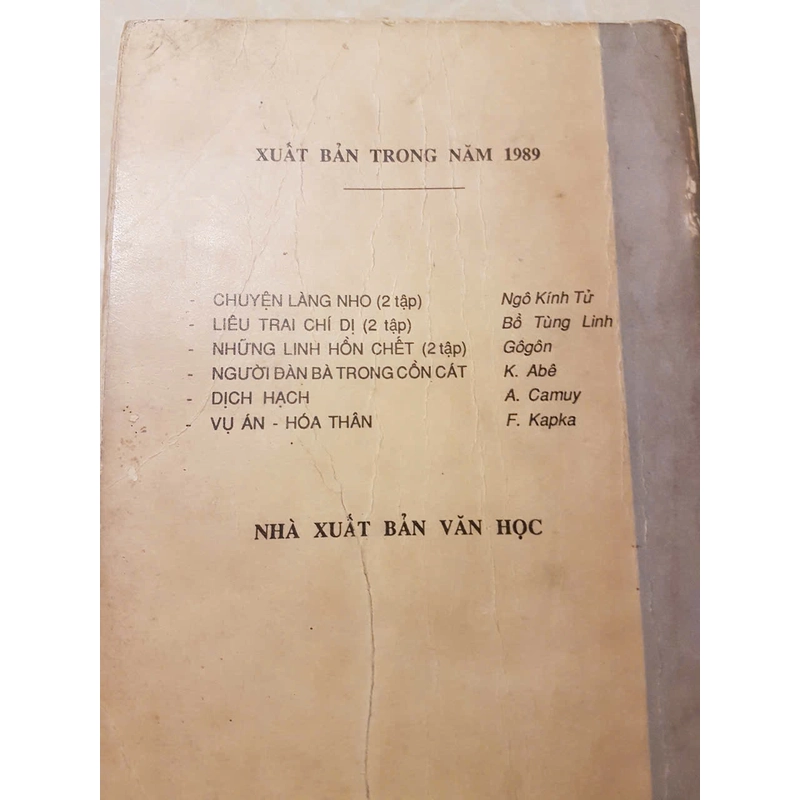 XUẤT BẢN TRONG NĂM 1989
- CHUYỆN LÀNG NHO (2 tập) Ngô Kính Tử
- LIÊU TRAI CHÍ DỊ (2 tập) Bồ Tùng Linh
- NHỮNG LINH HỒN CHẾT (2 tập) Gôgôn
- NGƯỜI ĐÀN BÀ TRONG CỒN CÁT K. Abê
- DỊCH HẠCH A. Camuy
- VỤ ÁN - HÓA THÂN F. Kapka
NHÀ XUẤT BẢN VĂN HỌC